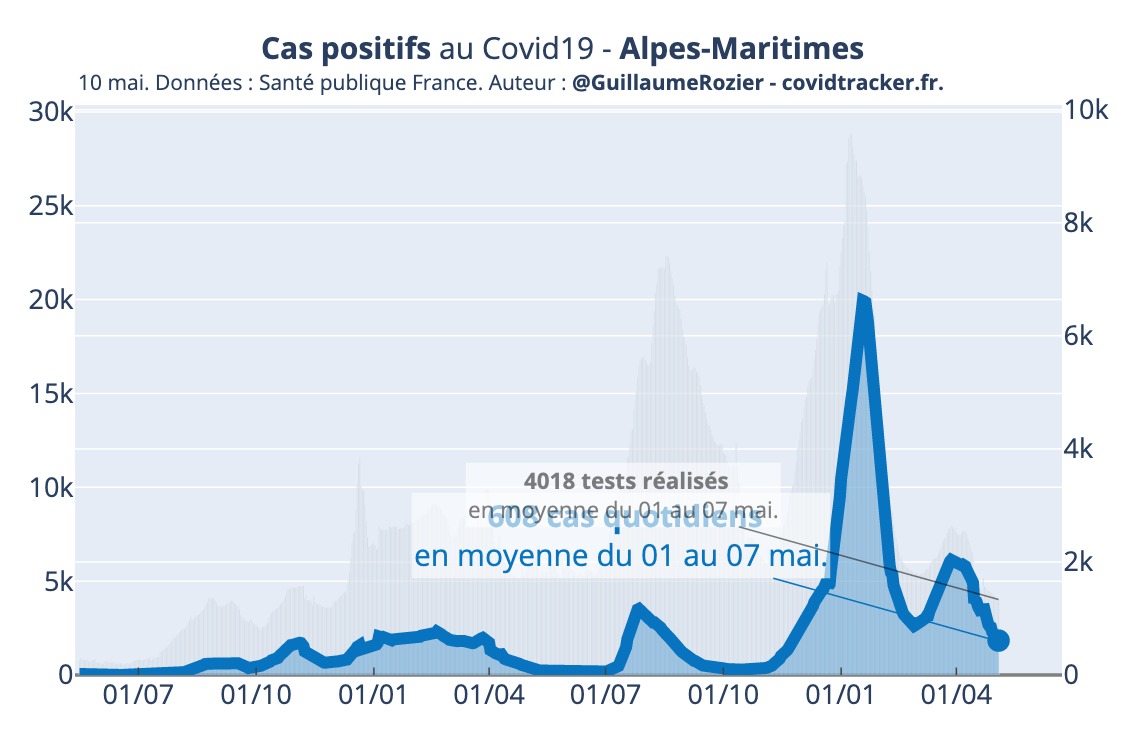 Cas positifs au Covid19 - Alpes-Maritimes
10 mai. Données : Santé publique France. Auteur : @GuillaumeRozier - covidtracker.fr.
30k
25k
20k
15k
10k
5k
0
10k
8k
6k
4k
2k
0
4018 tests réalisés
en moyenne du 01 au 07 mai.
608 cas quotidiens
en moyenne du 01 au 07 mai.
01/07 01/10 01/01 01/04 01/07 01/10 01/01 01/04